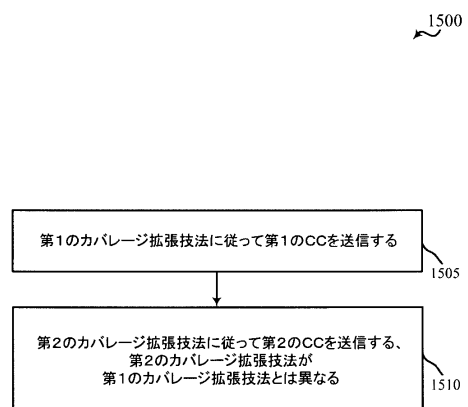 1500
第1のカバレージ拡張技法に従って第1のCCを送信する
1505
第2のカバレージ拡張技法に従って第2のCCを送信する、
第2のカバレージ拡張技法が
第1のカバレージ拡張技法とは異なる
1510